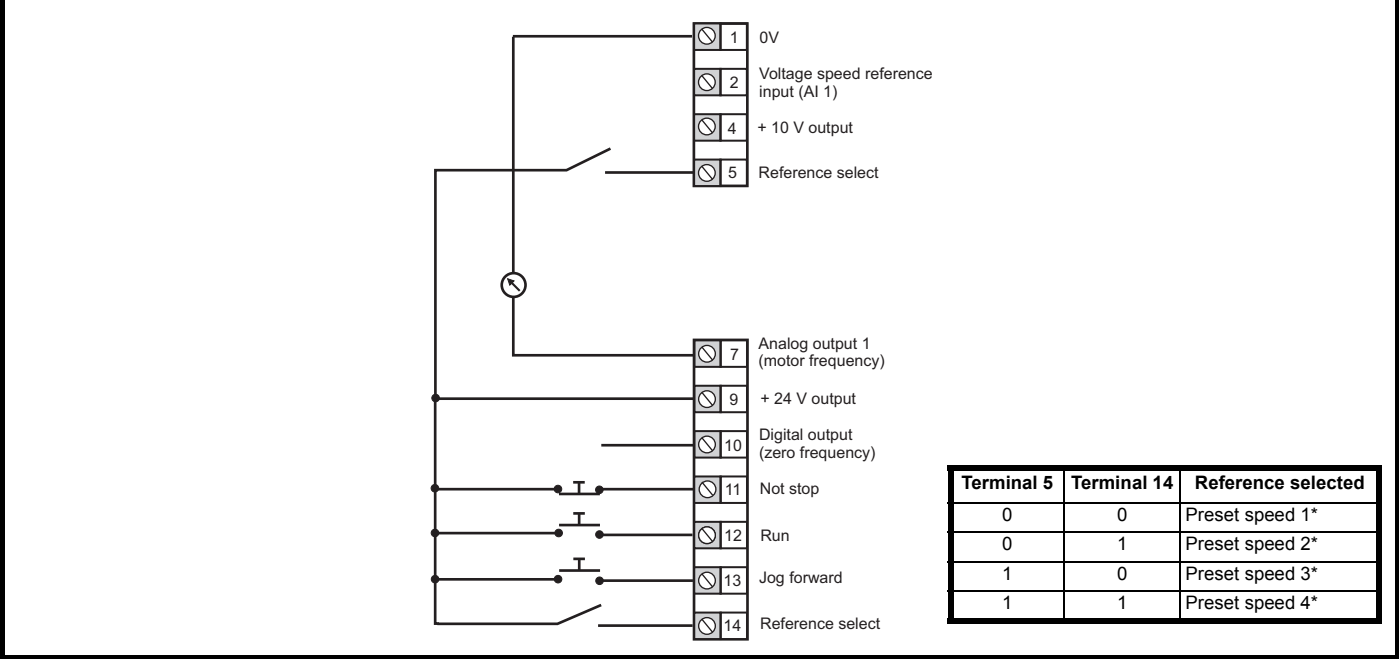 1 0V
2 Voltage speed reference
input (AI 1)
4 + 10 V output
5 Reference select
7 Analog output 1
(motor frequency)
9 + 24 V output
10 Digital output
(zero frequency)
11 Not stop
12 Run
13 Jog forward
14 Reference select
Terminal 5 Terminal 14 Reference selected
0 0 Preset speed 1*
0 1 Preset speed 2*
1 0 Preset speed 3*
1 1 Preset speed 4*